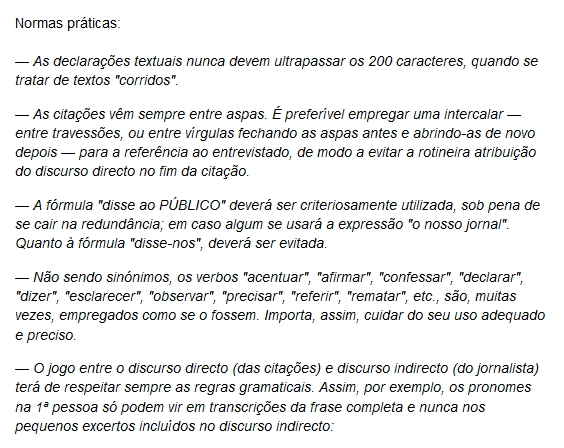 Normas práticas:
— As declarações textuais nunca devem ultrapassar os 200 caracteres, quando se
tratar de textos "corridos".
— As citações vêm sempre entre aspas. É preferível empregar uma intercalar —
entre travessões, ou entre vírgulas fechando as aspas antes e abrindo-as de novo
depois — para a referência ao entrevistado, de modo a evitar a rotineira atribuição
do discurso directo no fim da citação.
— A fórmula "disse ao PÚBLICO" deverá ser criteriosamente utilizada, sob pena de
se cair na redundância; em caso algum se usará a expressão "o nosso jornal".
Quanto à fórmula "disse-nos", deverá ser evitada.
— Não sendo sinónimos, os verbos "acentuar", "afirmar", "confessar", "declarar",
"dizer", "esclarecer", "observar", "precisar", "referir", "rematar", etc., são, muitas
vezes, empregados como se o fossem. Importa, assim, cuidar do seu uso adequado
e preciso.
— O jogo entre o discurso directo (das citações) e discurso indirecto (do jornalista)
terá de respeitar sempre as regras gramaticais. Assim, por exemplo, os pronomes
na 1ª pessoa só podem vir em transcrições da frase completa e nunca nos
pequenos excertos incluídos no discurso indirecto: